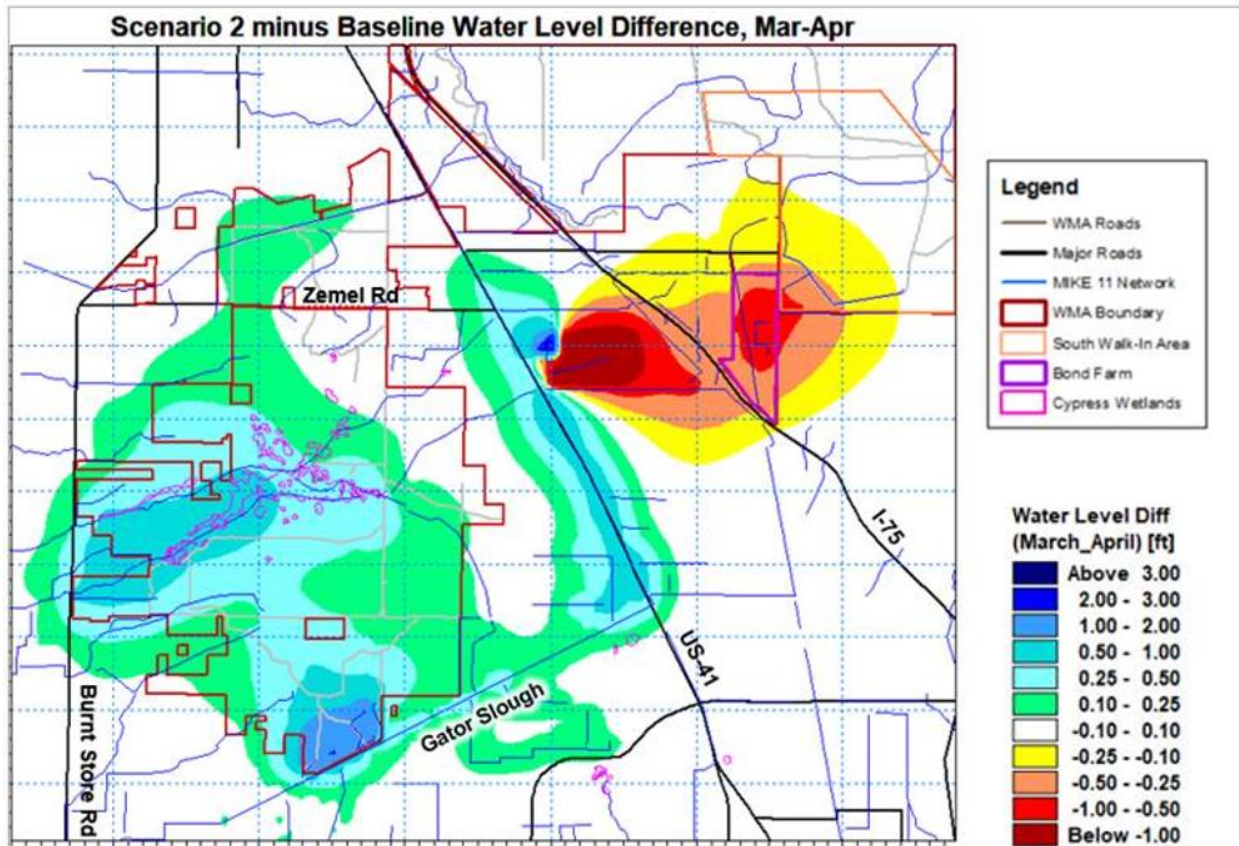 Scenario 2 minus Baseline Water Level Difference, Mar-Apr
Zemel Rd
I-75
US-41
Gator Slough
Burnt Store Rd
Legend
WMA Roads
Major Roads
MIKE 11 Network
WMA Boundary
South Walk-In Area
Bond Farm
Cypress Wetlands
Water Level Diff
(March_April) [ft]
Above 3.00
2.00 - 3.00
1.00 - 2.00
0.50 - 1.00
0.25 - 0.50
0.10 - 0.25
-0.10 - 0.10
-0.25 - -0.10
-0.50 - -0.25
-1.00 - -0.50
Below -1.00